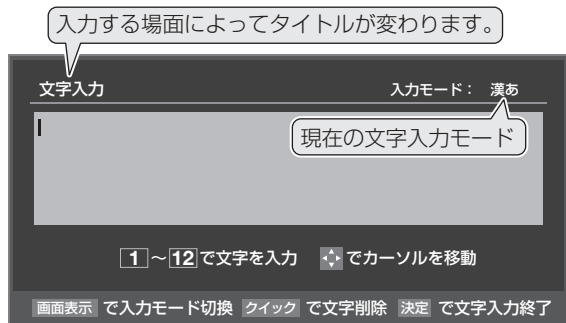 入力する場面によってタイトルが変わります。
文字入力 入力モード： 漢あ
現在の文字入力モード
1～12で文字を入力 でカーソルを移動
画面表示 で入力モード切換 クイック で文字削除 決定 で文字入力終了